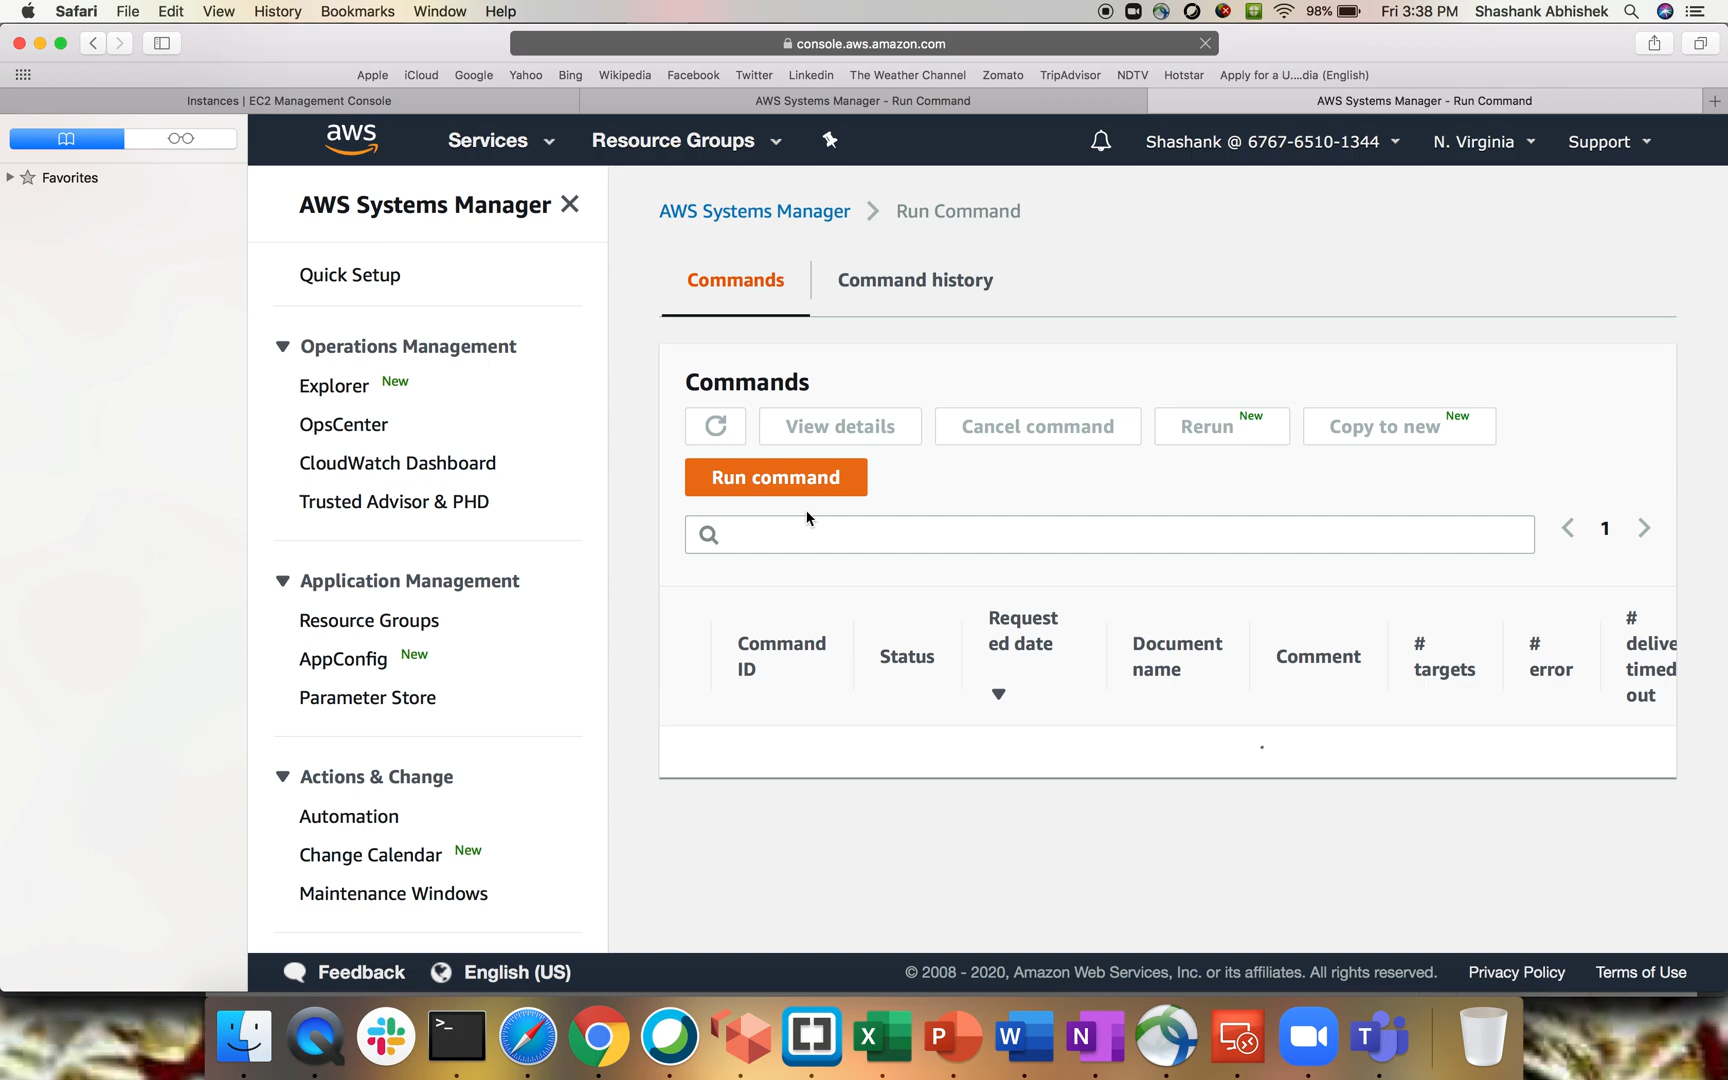 Safari File Edit View History Bookmarks Window Help 98% Fri 3:38 PM Shashank Abhishek
console.aws.amazon.com
Apple iCloud Google Yahoo Bing Wikipedia Facebook Twitter Linkedin The Weather Channel Zomato TripAdvisor NDTV Hotstar Apply for a U....dia (English)
Instances | EC2 Management Console AWS Systems Manager - Run Command AWS Systems Manager - Run Command
aws Services Resource Groups Shashank @ 6767-6510-1344 N. Virginia Support
Favorites
AWS Systems Manager
Quick Setup
Operations Management
Explorer New
OpsCenter
CloudWatch Dashboard
Trusted Advisor & PHD
Application Management
Resource Groups
AppConfig New
Parameter Store
Actions & Change
Automation
Change Calendar New
Maintenance Windows
AWS Systems Manager Run Command
Commands Command history
Commands
View details Cancel command Rerun New Copy to new New
Run command
1
Command ID
Status
Requested date
Document name
Comment
# targets
# error
# delive timed out
Feedback English (US) © 2008 - 2020, Amazon Web Services, Inc. or its affiliates. All rights reserved. Privacy Policy Terms of Use